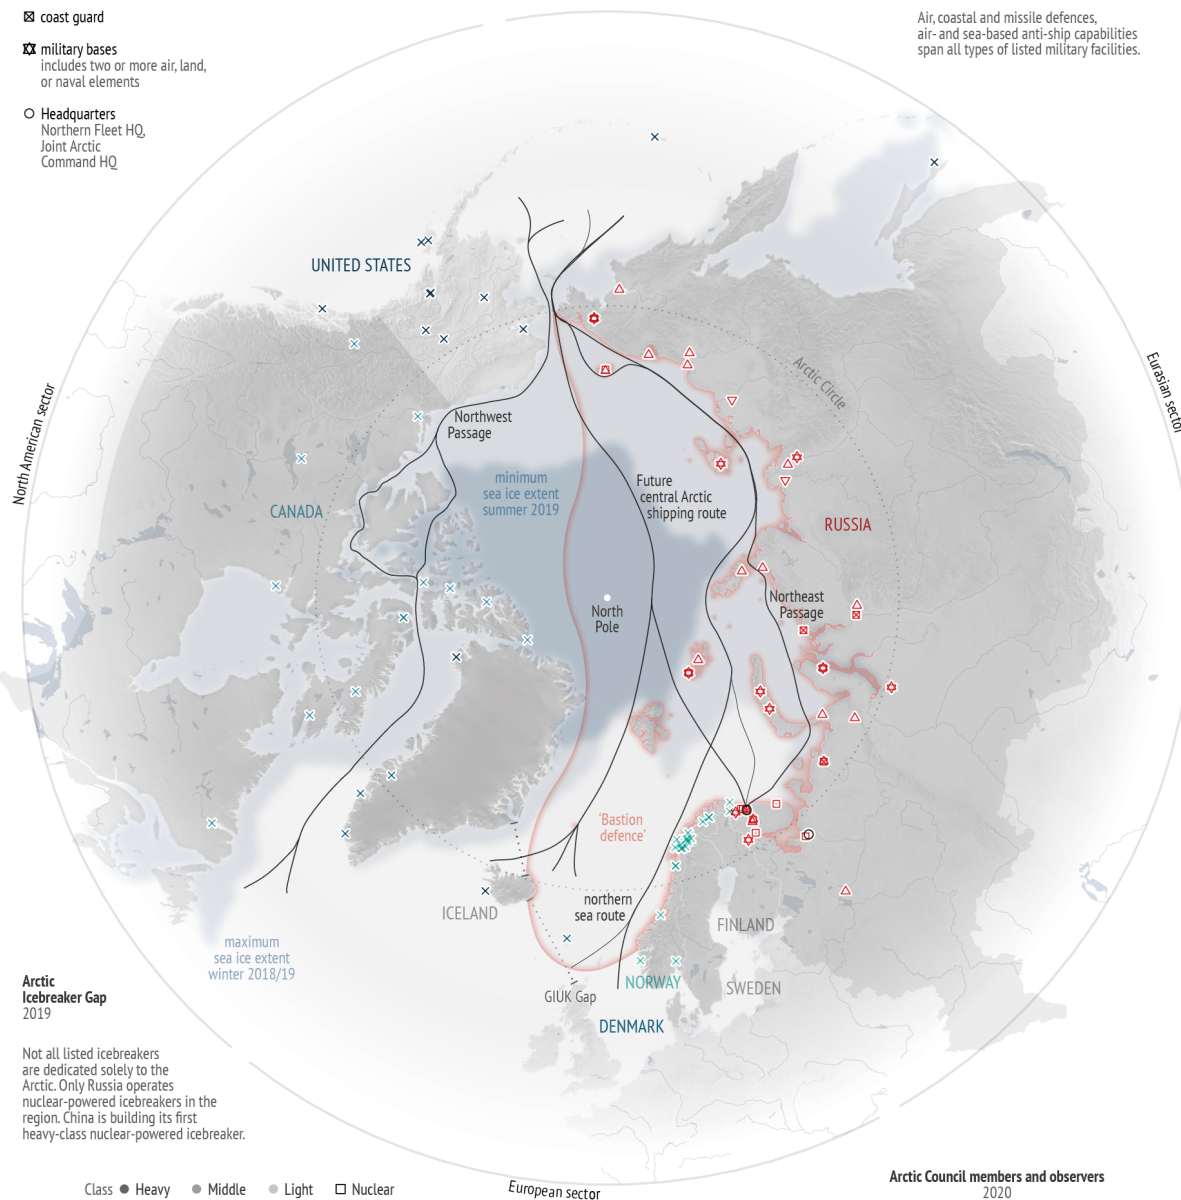 coast guard
military bases
includes two or more air, land,
or naval elements
Headquarters
Northern Fleet HQ,
Joint Arctic
Command HQ
Air, coastal and missile defences,
air- and sea-based anti-ship capabilities
span all types of listed military facilities.
UNITED STATES
Arctic Circle
North American sector
Eurasian sector
Northwest
Passage
minimum
sea ice extent
summer 2019
Future
central Arctic
shipping route
CANADA
RUSSIA
North
Pole
Northeast
Passage
'Bastion
defence'
northern
sea route
ICELAND
FINLAND
maximum
sea ice extent
winter 2018/19
NORWAY
SWEDEN
GIUK Gap
DENMARK
Arctic
Icebreaker Gap
2019
Not all listed icebreakers
are dedicated solely to the
Arctic. Only Russia operates
nuclear-powered icebreakers in the
region. China is building its first
heavy-class nuclear-powered icebreaker.
Class Heavy Middle Light Nuclear
European sector
Arctic Council members and observers
2020